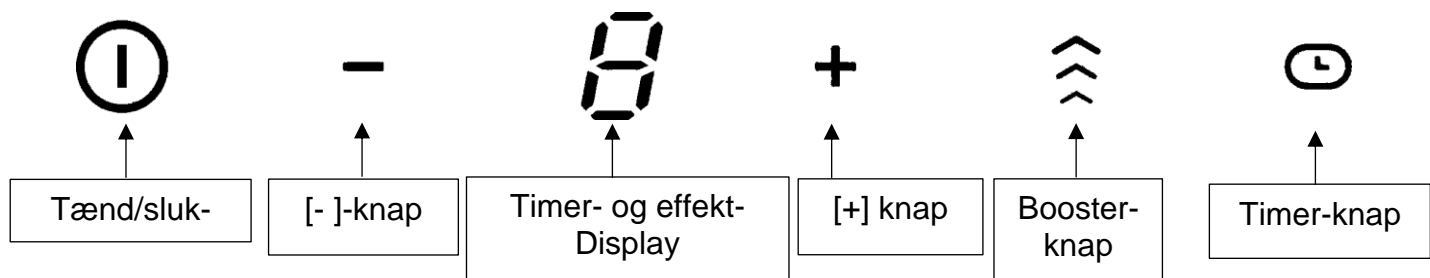 Tænd/sluk-
[- ]-knap
Timer- og effekt-
Display
[+] knap
Booster-
knap
Timer-knap